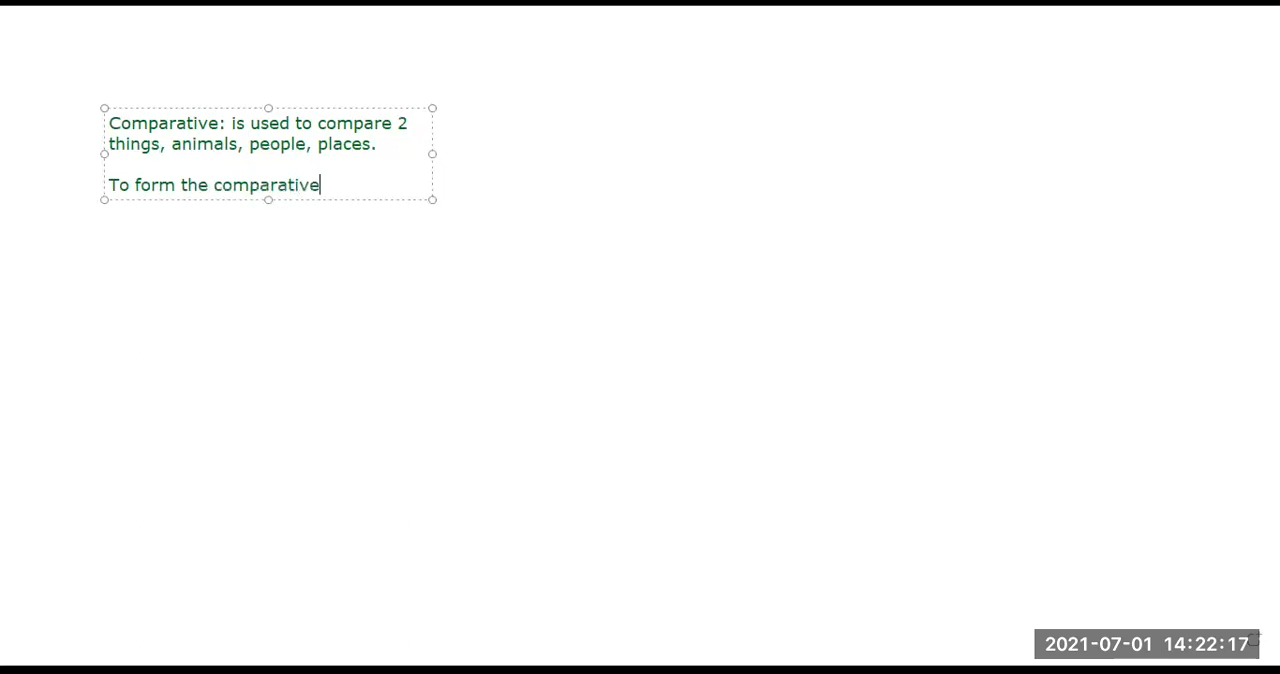 Comparative: is used to compare 2
things, animals, people, places.
To form the comparative
2021-07-01 14:22:17